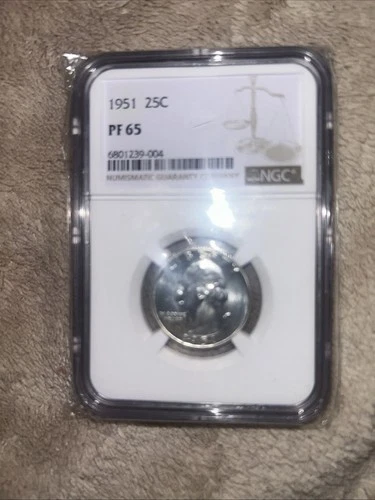 1951 25C
PF 65
6801239-004
NUMISMATIC GUARANTY COMPANY
NGC